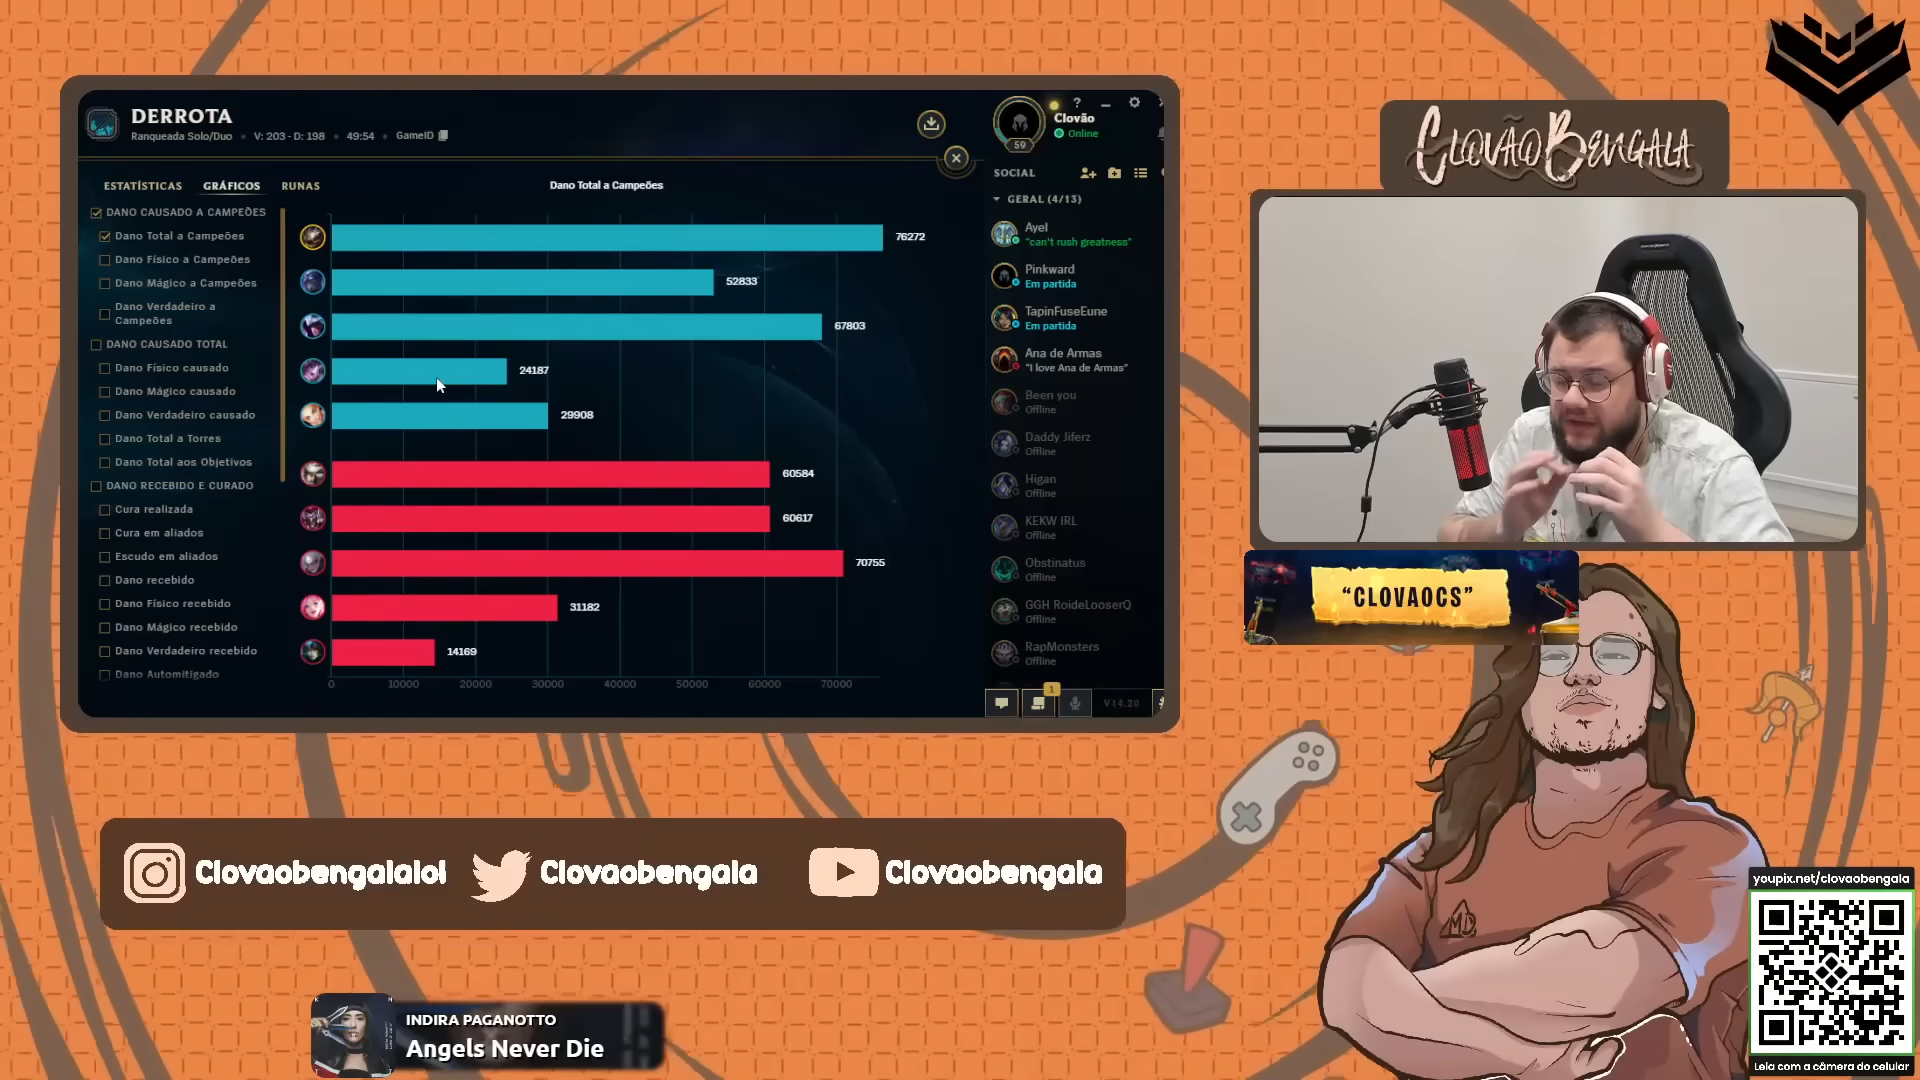 DERROTA
Ranqueada Solo/Duo • V: 203 - D: 198 • 49:54 • GameID
ESTATÍSTICAS GRÁFICOS RUNAS
Dano Total a Campeões
DANO CAUSADO A CAMPEÕES
Dano Total a Campeões
Dano Físico a Campeões
Dano Mágico a Campeões
Dano Verdadeiro a
Campeões
DANO CAUSADO TOTAL
Dano Físico causado
Dano Mágico causado
Dano Verdadeiro causado
Dano Total a Torres
Dano Total aos Objetivos
DANO RECEBIDO E CURADO
Cura realizada
Cura em aliados
Escudo em aliados
Dano recebido
Dano Físico recebido
Dano Mágico recebido
Dano Verdadeiro recebido
Dano Automitigado
76272
52833
67803
24187
29908
60584
60617
70755
31182
14169
0 10000 20000 30000 40000 50000 60000 70000
59
?
Clovão
Online
SOCIAL
GERAL (4/13)
Ayel
"can't rush greatness"
Pinkward
Em partida
TapinFuseEune
Em partida
Ana de Armas
"I love Ana de Armas"
Been you
Offline
Daddy Jiferz
Offline
Higan
Offline
KEKW IRL
Offline
Obstinatus
Offline
GGH RoideLooserQ
Offline
RapMonsters
Offline
1
V14.20
CLOVÃOBENGALA
"CLOVAOCS"
Clovaobengalalol
Clovaobengala
Clovaobengala
INDIRA PAGANOTTO
Angels Never Die
MD
youpix.net/clovaobengala
Leia com a câmera do celular